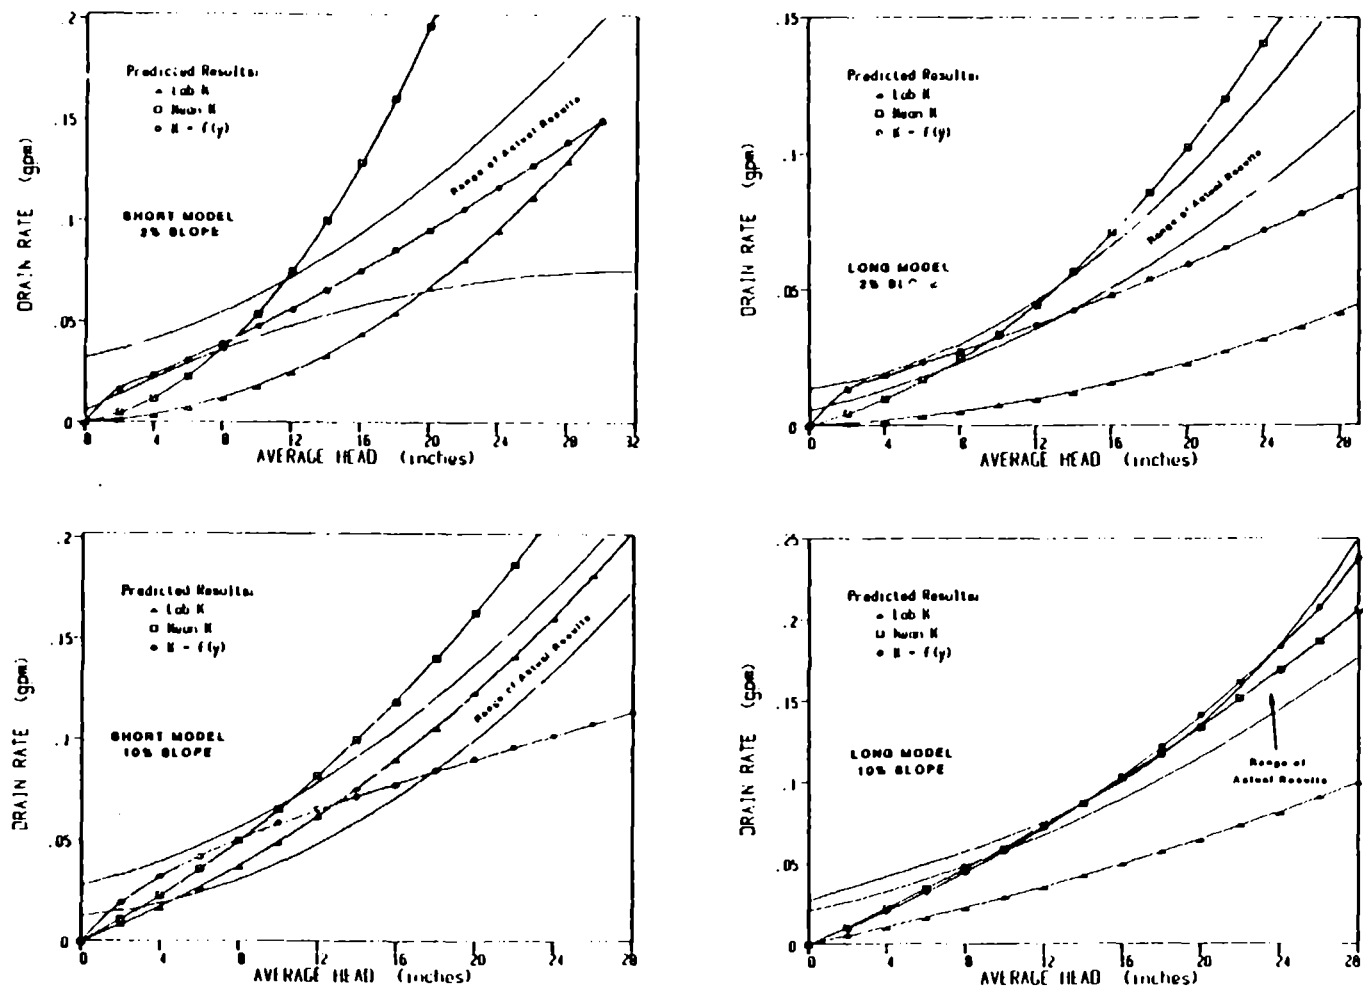 .2
.15
.1
.05
0
DRAIN RATE (gpm)
Predicted Results:
Lab K
Mean K
K - f(y)
SHORT MODEL
2% SLOPE
Range of Actual Results
0 4 8 12 16 20 24 28 32
AVERAGE HEAD (inches)
.15
.1
.05
0
DRAIN RATE (gpm)
Predicted Results:
Lab K
Mean K
K - f(y)
LONG MODEL
2%
Range of Actual Results
0 4 8 12 16 20 24 28
AVERAGE HEAD (inches)
.2
.15
.1
.05
0
DRAIN RATE (gpm)
Predicted Results:
Lab K
Mean K
K - f(y)
SHORT MODEL
10% SLOPE
Range of Actual Results
0 4 8 12 16 20 24 28
AVERAGE HEAD (inches)
.25
.2
.15
.1
.05
0
DRAIN RATE (gpm)
Predicted Results:
Lab K
Mean K
K - f(y)
LONG MODEL
10% SLOPE
Range of
Actual Results
0 4 8 12 16 20 24 28
AVERAGE HEAD (inches)